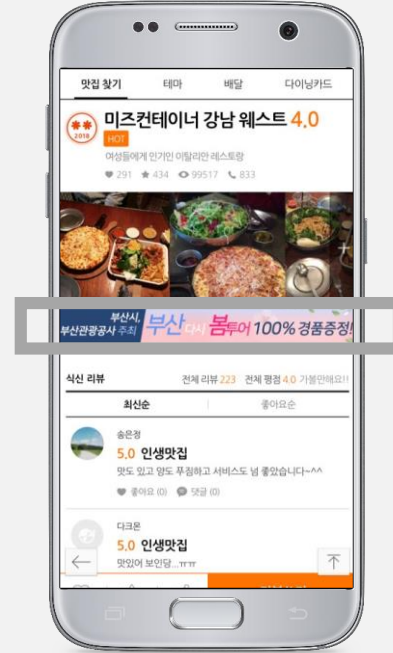 맛집 찾기 테마 배달 다이닝카드
2018
미즈컨테이너 강남 웨스트 4.0
HOT
여성들에게 인기인 이탈리안 레스토랑
291 434 99517 833
부산시,
부산관광공사 주최
부산 다시 봄투어 100% 경품증정!
식신 리뷰 전체 리뷰 223 전체 평점 4.0 가볼만해요!!
최신순 좋아요순
송은정
5.0 인생맛집
맛도 있고 양도 푸짐하고 서비스도 넘 좋았습니다~^^
좋아요 (0) 댓글 (0)
다크몬
5.0 인생맛집
맛있어 보인당...ㅠㅠ